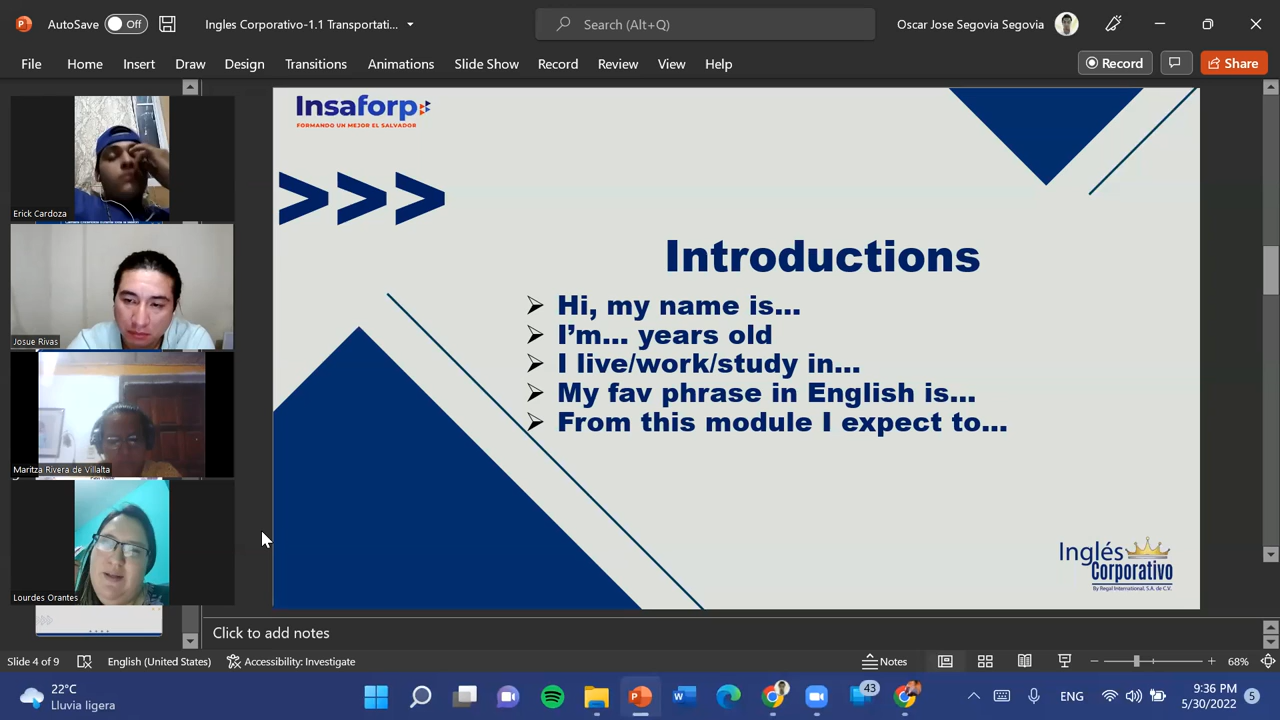 AutoSave
Off
Ingles Corporativo-1.1 Transportati...
Search (Alt+Q)
Oscar Jose Segovia Segovia
File
Home
Insert
Draw
Design
Transitions
Animations
Slide Show
Record
Review
View
Help
Record
Share
Erick Cardoza
Josue Rivas
Maritza Rivera de Villalta
Lourdes Orantes
Insaforp
FORMANDO UN MEJOR EL SALVADOR
>>>
Introductions
Hi, my name is...
I'm... years old
I live/work/study in...
My fav phrase in English is...
From this module I expect to...
Inglés
Corporativo
By Regal International, S.A. de C.V.
Click to add notes
Slide 4 of 9
English (United States)
Accessibility: Investigate
Notes
68%
22°C
Lluvia ligera
43
ENG
9:36 PM
5/30/2022
5